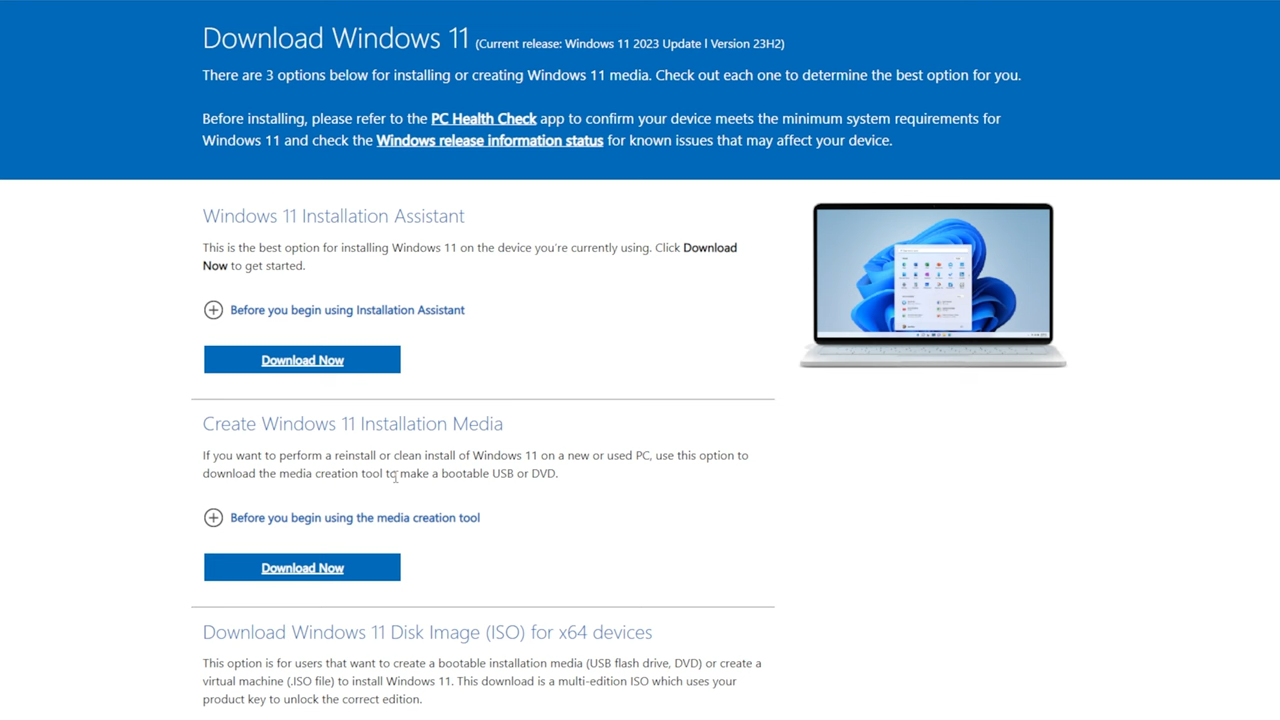 Download Windows 11 (Current release: Windows 11 2023 Update l Version 23H2)
There are 3 options below for installing or creating Windows 11 media. Check out each one to determine the best option for you.
Before installing, please refer to the PC Health Check app to confirm your device meets the minimum system requirements for
Windows 11 and check the Windows release information status for known issues that may affect your device.
Windows 11 Installation Assistant
This is the best option for installing Windows 11 on the device you're currently using. Click Download
Now to get started.
Before you begin using Installation Assistant
Download Now
Create Windows 11 Installation Media
If you want to perform a reinstall or clean install of Windows 11 on a new or used PC, use this option to
download the media creation tool to make a bootable USB or DVD.
Before you begin using the media creation tool
Download Now
Download Windows 11 Disk Image (ISO) for x64 devices
This option is for users that want to create a bootable installation media (USB flash drive, DVD) or create a
virtual machine (.ISO file) to install Windows 11. This download is a multi-edition ISO which uses your
product key to unlock the correct edition.